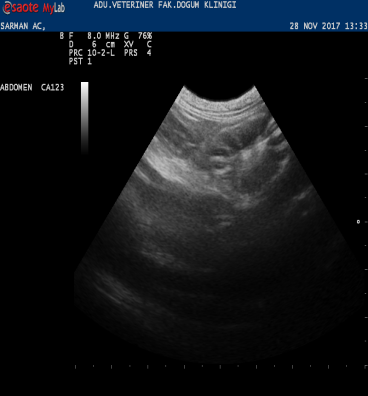 esaote MyLab
ADU.VETERINER FAK.DOGUM KLINIGI
SARMAN AC,
28 NOV 2017 13:33
B F 8.0 MHz G 76%
D 6 cm XV C
PRC 10-2-L PRS 4
PST 1
ABDOMEN CA123